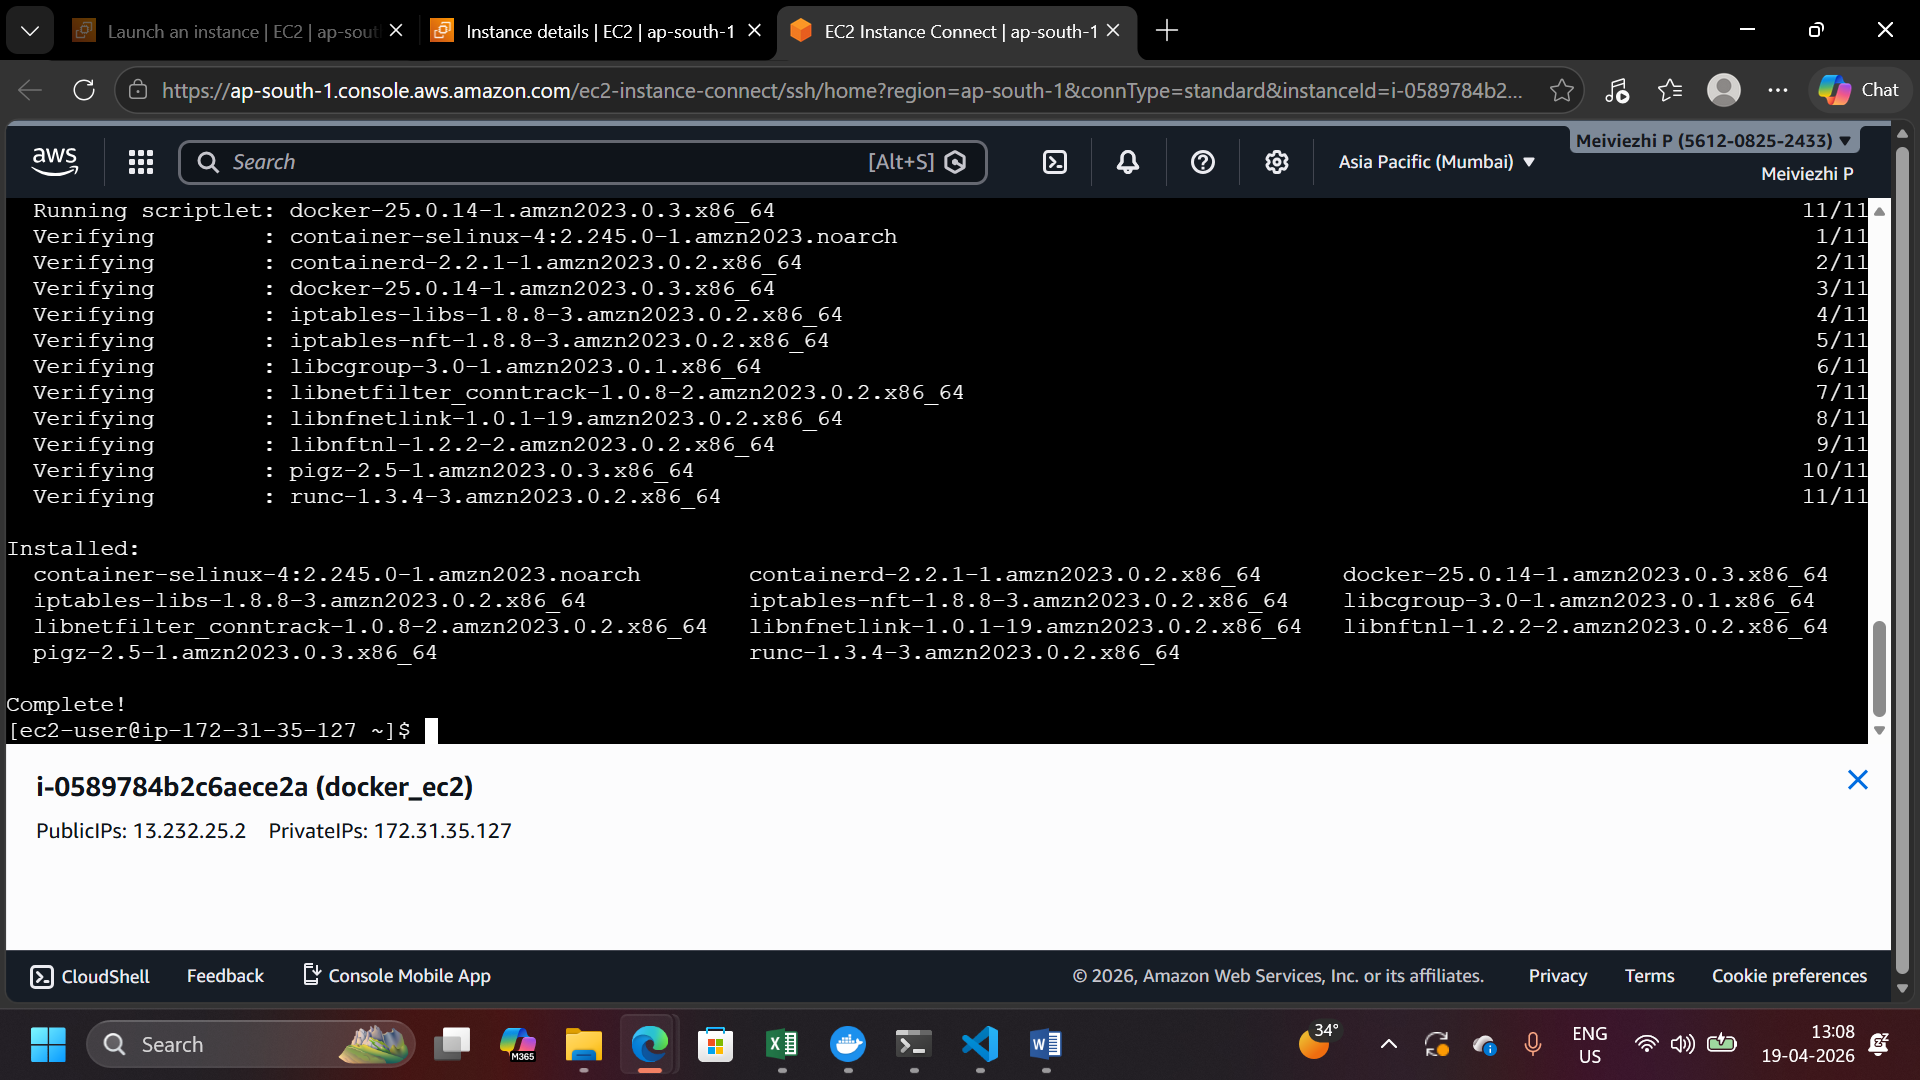 Launch an instance | EC2 | ap-sout
Instance details | EC2 | ap-south-1
EC2 Instance Connect | ap-south-1
https://ap-south-1.console.aws.amazon.com/ec2-instance-connect/ssh/home?region=ap-south-1&connType=standard&instanceId=i-0589784b2...
Chat
aws
Search
[Alt+S]
Asia Pacific (Mumbai)
Meiviezhi P (5612-0825-2433)
Meiviezhi P
Running scriptlet: docker-25.0.14-1.amzn2023.0.3.x86_64 11/11
Verifying : container-selinux-4:2.245.0-1.amzn2023.noarch 1/11
Verifying : containerd-2.2.1-1.amzn2023.0.2.x86_64 2/11
Verifying : docker-25.0.14-1.amzn2023.0.3.x86_64 3/11
Verifying : iptables-libs-1.8.8-3.amzn2023.0.2.x86_64 4/11
Verifying : iptables-nft-1.8.8-3.amzn2023.0.2.x86_64 5/11
Verifying : libcgroup-3.0-1.amzn2023.0.1.x86_64 6/11
Verifying : libnetfilter_conntrack-1.0.8-2.amzn2023.0.2.x86_64 7/11
Verifying : libnfnetlink-1.0.1-19.amzn2023.0.2.x86_64 8/11
Verifying : libnftnl-1.2.2-2.amzn2023.0.2.x86_64 9/11
Verifying : pigz-2.5-1.amzn2023.0.3.x86_64 10/11
Verifying : runc-1.3.4-3.amzn2023.0.2.x86_64 11/11
Installed:
container-selinux-4:2.245.0-1.amzn2023.noarch containerd-2.2.1-1.amzn2023.0.2.x86_64 docker-25.0.14-1.amzn2023.0.3.x86_64
iptables-libs-1.8.8-3.amzn2023.0.2.x86_64 iptables-nft-1.8.8-3.amzn2023.0.2.x86_64 libcgroup-3.0-1.amzn2023.0.1.x86_64
libnetfilter_conntrack-1.0.8-2.amzn2023.0.2.x86_64 libnfnetlink-1.0.1-19.amzn2023.0.2.x86_64 libnftnl-1.2.2-2.amzn2023.0.2.x86_64
pigz-2.5-1.amzn2023.0.3.x86_64 runc-1.3.4-3.amzn2023.0.2.x86_64
Complete!
[ec2-user@ip-172-31-35-127 ~]$
i-0589784b2c6aece2a (docker_ec2)
PublicIPs: 13.232.25.2 PrivateIPs: 172.31.35.127
CloudShell Feedback Console Mobile App © 2026, Amazon Web Services, Inc. or its affiliates. Privacy Terms Cookie preferences
Search
M365
34°
ENG
US
13:08
19-04-2026